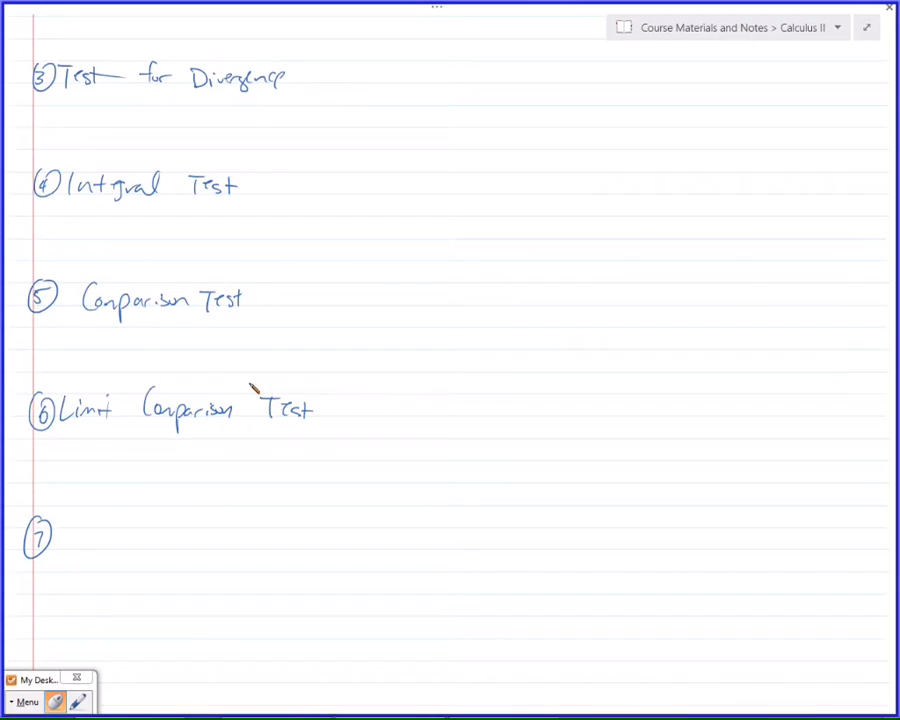 Course Materials and Notes > Calculus II
③ Test for Divergence
④ Integral Test
⑤ Comparison Test
⑥ Limit Comparison Test
⑦
My Desk...
Menu